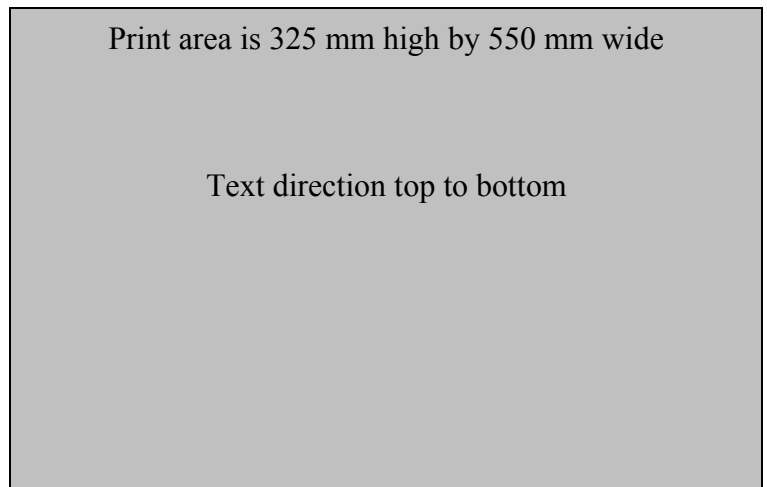 Print area is 325 mm high by 550 mm wide
Text direction top to bottom